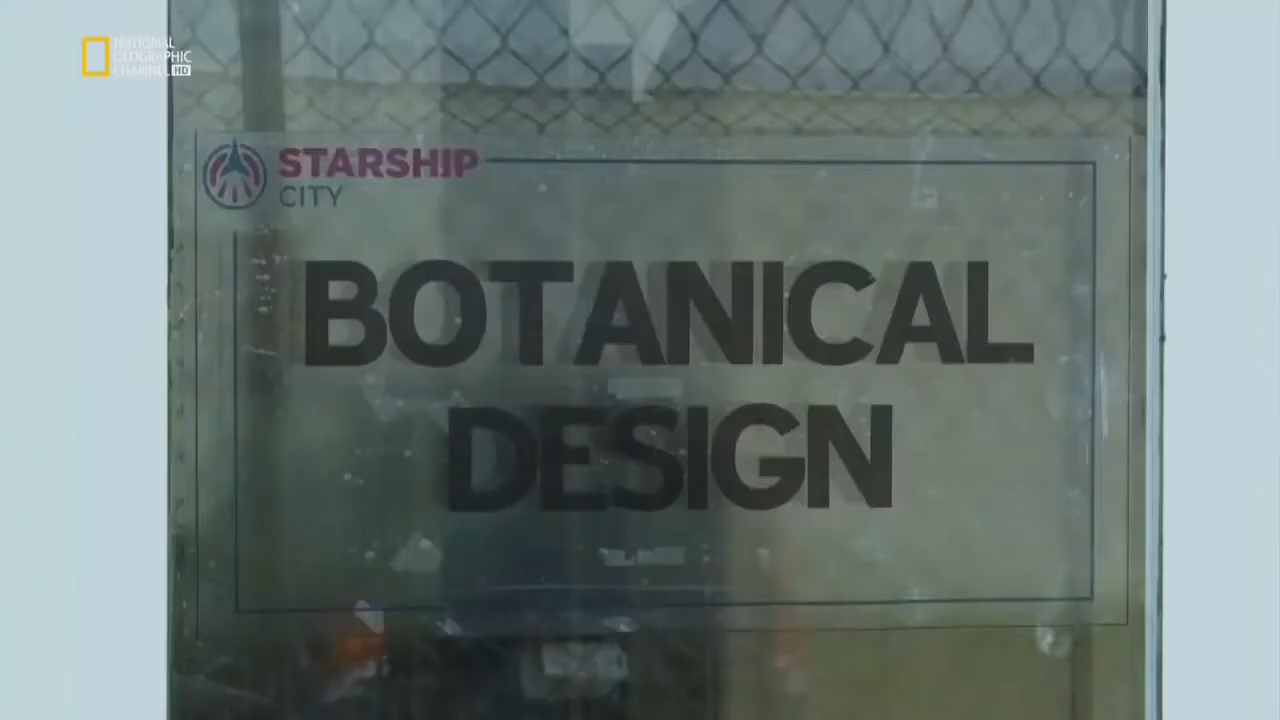 NATIONAL
GEOGRAPHIC
CHANNEL HD
STARSHIP
CITY
BOTANICAL
DESIGN